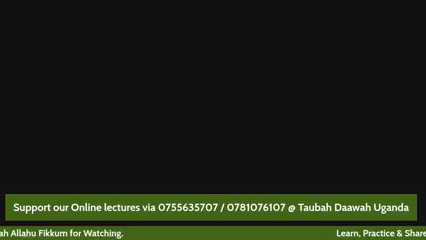 Support our Online lectures via 0755635707 / 0781076107 @ Taubah Daawah Uganda
ah Allahu Fikkum for Watching. Learn, Practice & Share